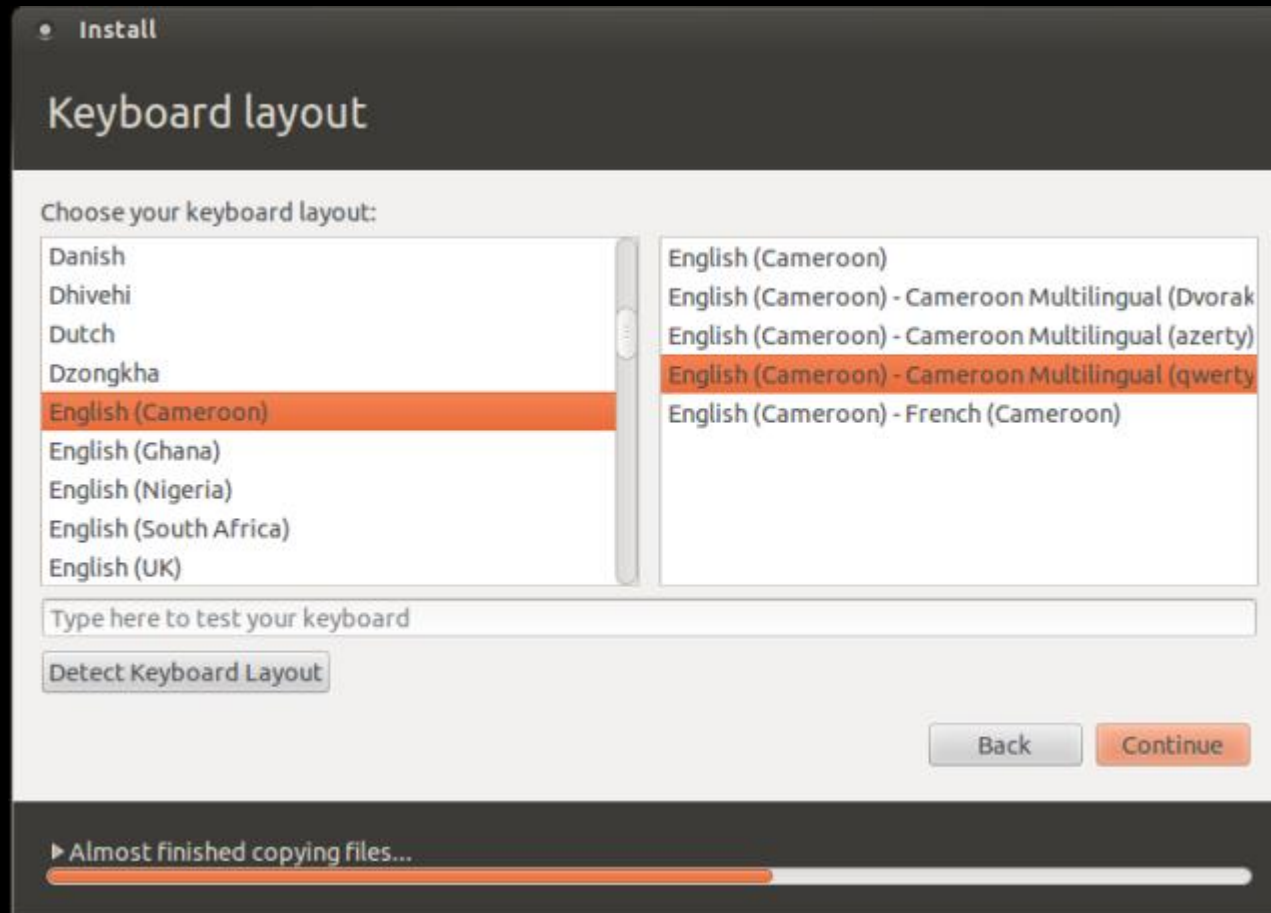 Install
Keyboard layout
Choose your keyboard layout:
Danish
Dhivehi
Dutch
Dzongkha
English (Cameroon)
English (Ghana)
English (Nigeria)
English (South Africa)
English (UK)
English (Cameroon)
English (Cameroon) - Cameroon Multilingual (Dvorak
English (Cameroon) - Cameroon Multilingual (azerty)
English (Cameroon) - Cameroon Multilingual (qwerty
English (Cameroon) - French (Cameroon)
Type here to test your keyboard
Detect Keyboard Layout
Back
Continue
Almost finished copying files...